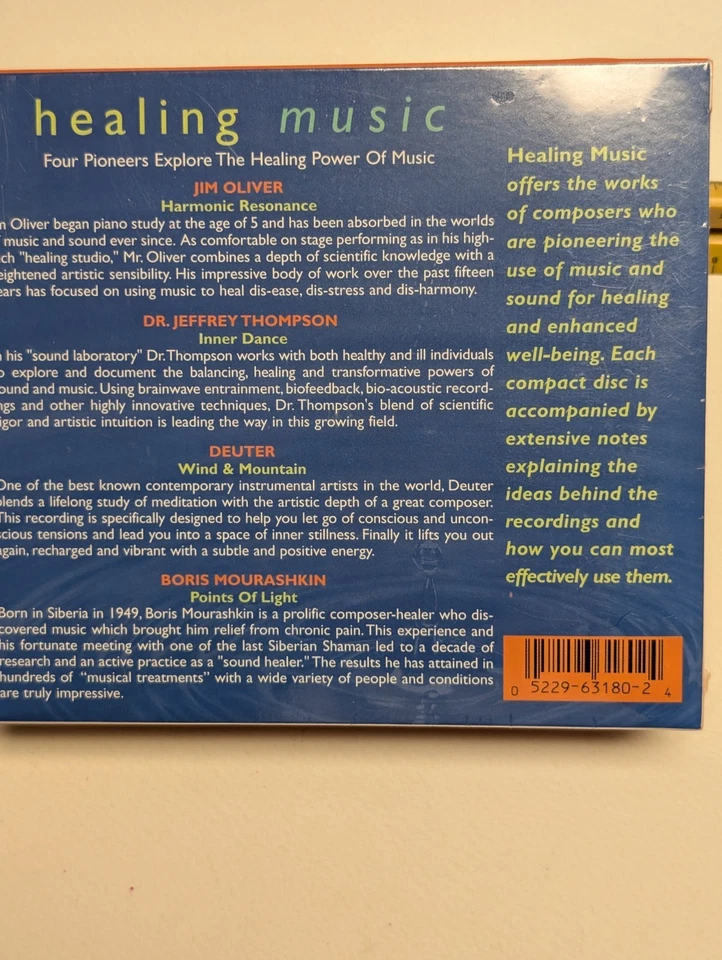 healing music
Four Pioneers Explore The Healing Power Of Music
JIM OLIVER
Harmonic Resonance
Oliver began piano study at the age of 5 and has been absorbed in the worlds
music and sound ever since. As comfortable on stage performing as in his high-
"healing studio," Mr. Oliver combines a depth of scientific knowledge with a
eightened artistic sensibility. His impressive body of work over the past fifteen
ears has focused on using music to heal dis-ease, dis-stress and dis-harmony.
DR. JEFFREY THOMPSON
Inner Dance
his "sound laboratory" Dr. Thompson works with both healthy and ill individuals
explore and document the balancing, healing and transformative powers of
ound and music. Using brainwave entrainment, biofeedback, bio-acoustic record-
ngs and other highly innovative techniques, Dr. Thompson's blend of scientific
igor and artistic intuition is leading the way in this growing field.
DEUTER
Wind & Mountain
One of the best known contemporary instrumental artists in the world, Deuter
blends a lifelong study of meditation with the artistic depth of a great composer.
This recording is specifically designed to help you let go of conscious and uncon-
scious tensions and lead you into a space of inner stillness. Finally it lifts you out
again, recharged and vibrant with a subtle and positive energy.
BORIS MOURASHKIN
Points Of Light
Born in Siberia in 1949, Boris Mourashkin is a prolific composer-healer who dis-
covered music which brought him relief from chronic pain. This experience and
his fortunate meeting with one of the last Siberian Shaman led to a decade of
research and an active practice as a "sound healer." The results he has attained in
hundreds of "musical treatments" with a wide variety of people and conditions
are truly impressive.
Healing Music
offers the works
of composers who
are pioneering the
use of music and
sound for healing
and enhanced
well-being. Each
compact disc is
accompanied by
extensive notes
explaining the
ideas behind the
recordings and
how you can most
effectively use them.
0 5229-63180-2 4